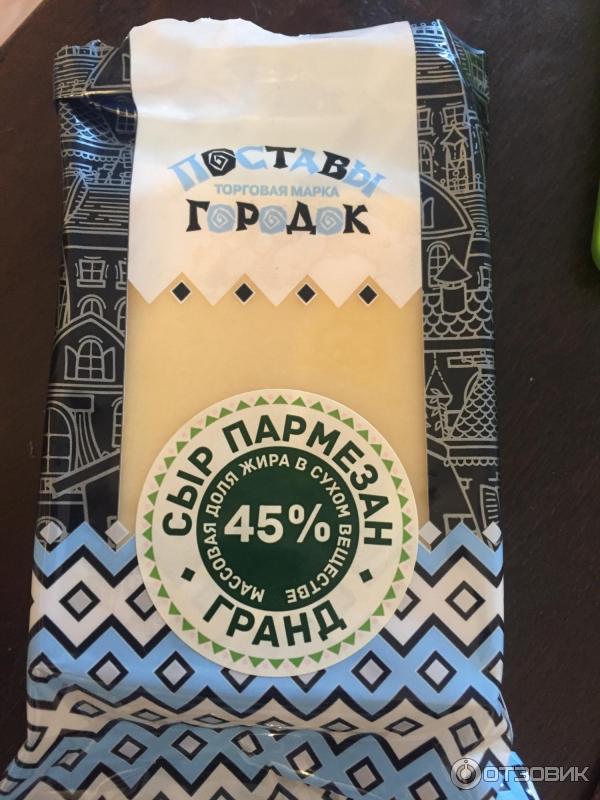 ПОСТАВЫ
ТОРГОВАЯ МАРКА
ГОРОДОК
СЫР ПАРМЕЗАН
МАССОВАЯ ДОЛЯ ЖИРА В СУХОМ ВЕЩЕСТВЕ
45%
ГРАНД
ОТЗОВИК